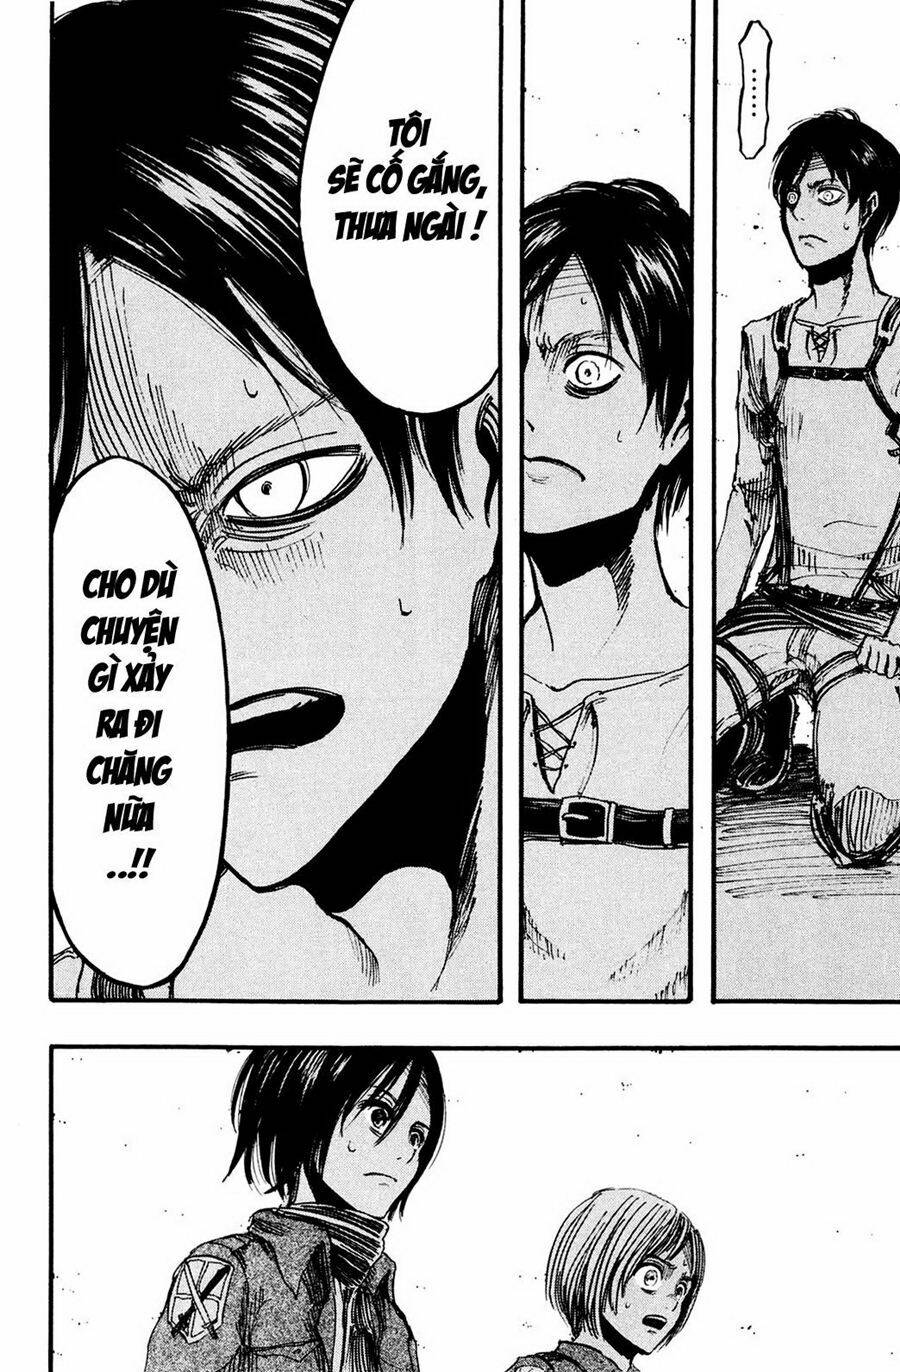 .......
TÔI
SẼ CỐ GẮNG,
THƯA NGÀI !
CHO DÙ
CHUYỆN
GÌ XẢY
RA ĐI
CHĂNG
NỮA
..!!